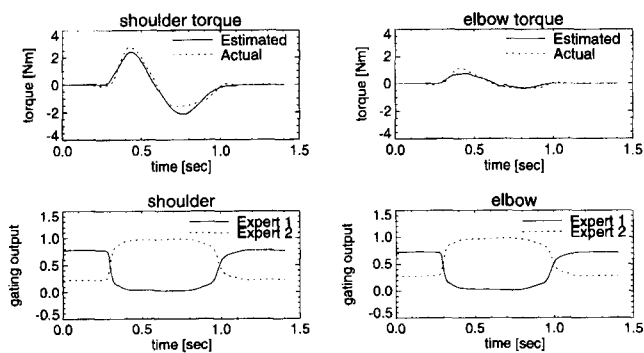 shoulder torque
torque [Nm]
4
2
0
-2
-4
Estimated
Actual
0.0 0.5 1.0 1.5
time [sec]
elbow torque
torque [Nm]
4
2
0
-2
-4
Estimated
Actual
0.0 0.5 1.0 1.5
time [sec]
shoulder
gating output
1.5
1.0
0.5
0.0
-0.5
Expert 1
Expert 2
0.0 0.5 1.0 1.5
time [sec]
elbow
gating output
1.5
1.0
0.5
0.0
-0.5
Expert 1
Expert 2
0.0 0.5 1.0 1.5
time [sec]